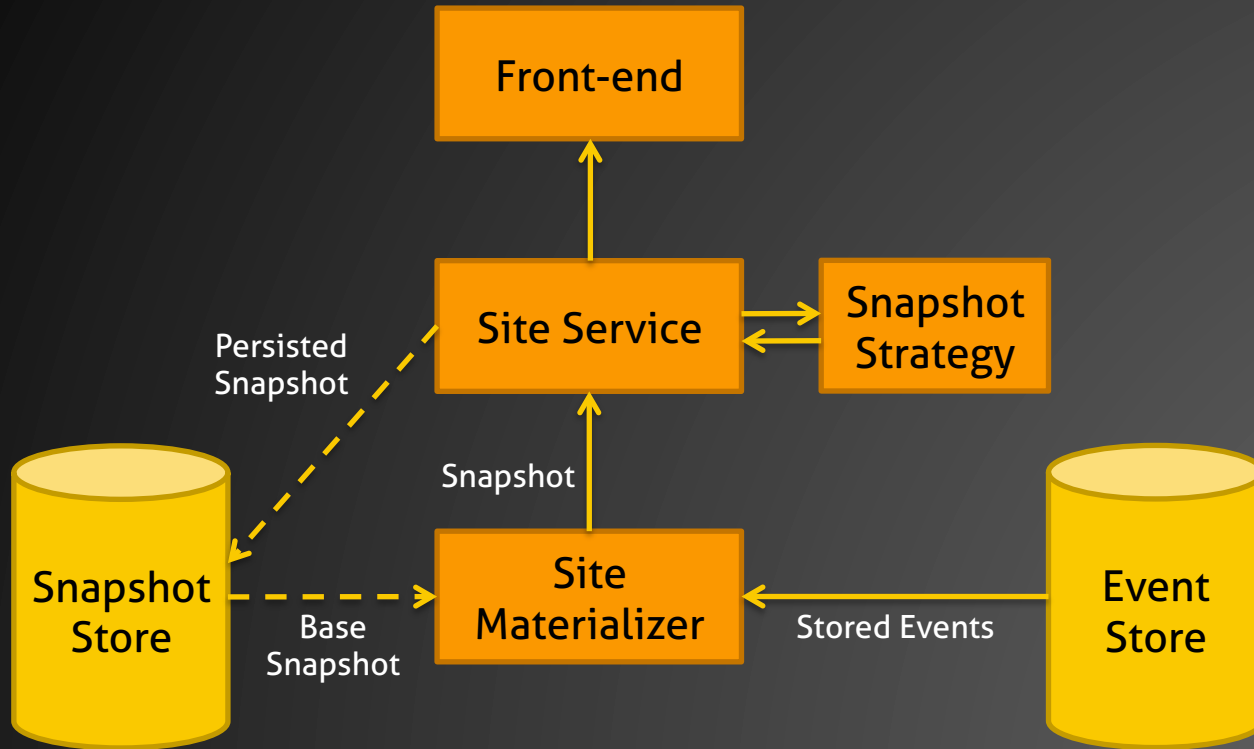 Front-end
Site Service
Snapshot
Strategy
Persisted
Snapshot
Snapshot
Snapshot
Store
Base
Snapshot
Site
Materializer
Stored Events
Event
Store